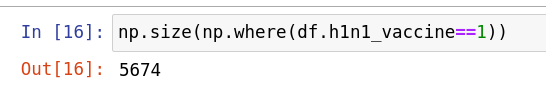 In [16]: np.size(np.where(df.h1n1_vaccine==1))
Out[16]: 5674